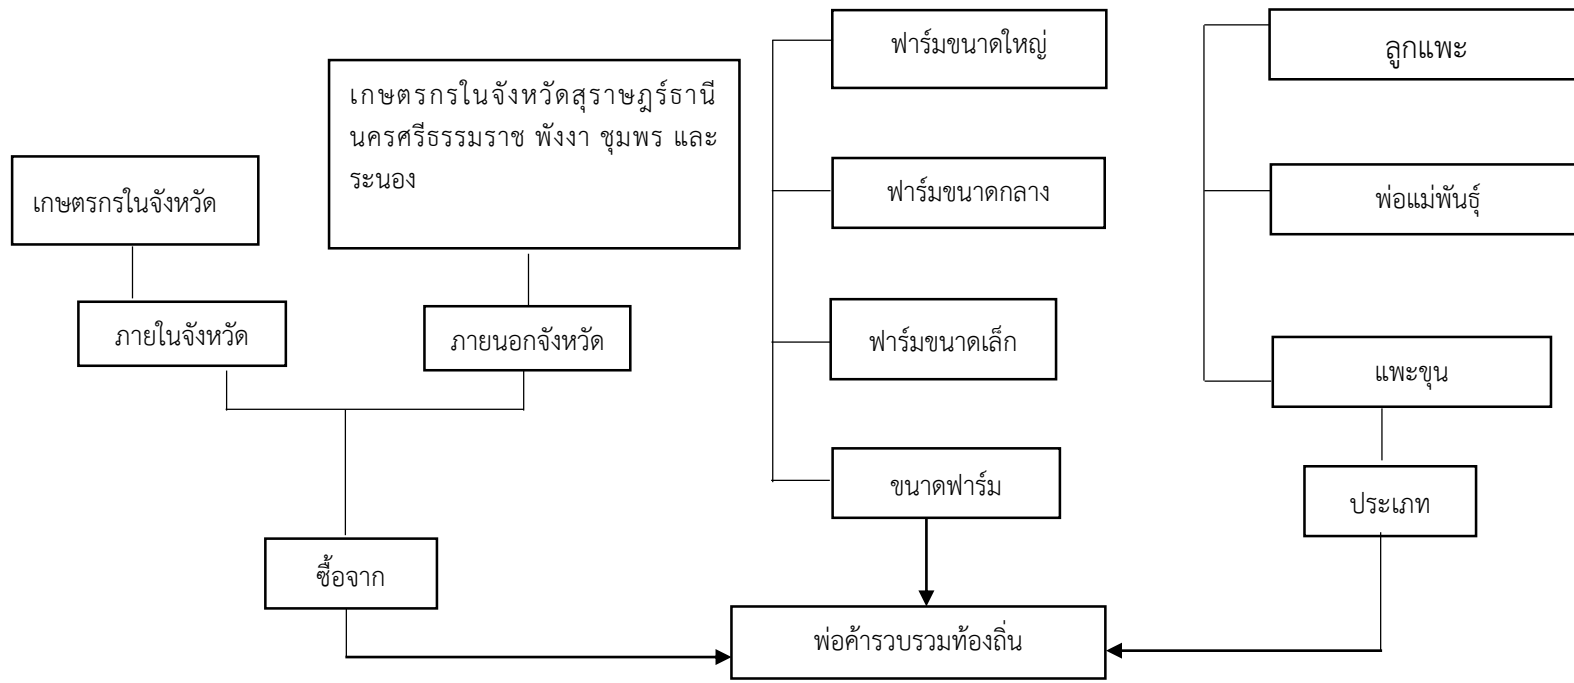 ฟาร์มขนาดใหญ่
ลูกแพะ
เกษตรกรในจังหวัดสุราษฎร์ธานี
นครศรีธรรมราช พังงา ชุมพร และ
ระนอง
เกษตรกรในจังหวัด
ฟาร์มขนาดกลาง
พ่อแม่พันธุ์
ภายในจังหวัด
ภายนอกจังหวัด
ฟาร์มขนาดเล็ก
แพะขุน
ขนาดฟาร์ม
ประเภท
ซื้อจาก
พ่อค้ารวบรวมท้องถิ่น